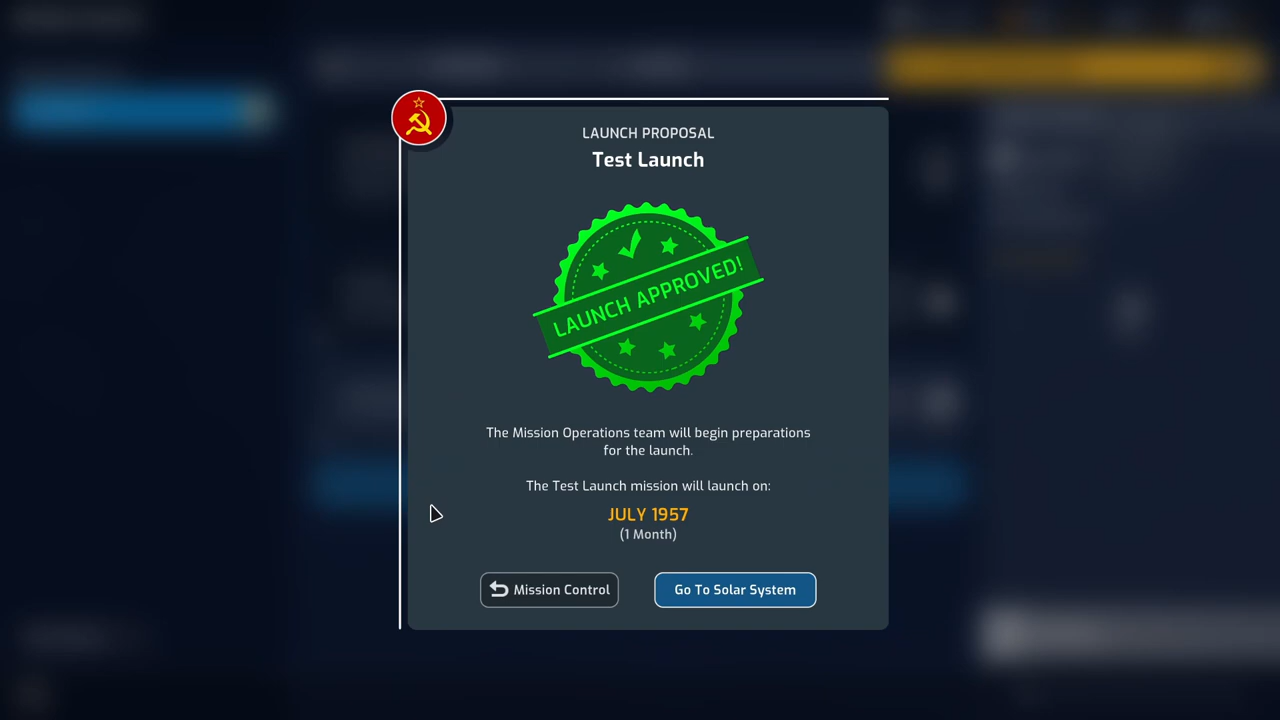 LAUNCH PROPOSAL
Test Launch
LAUNCH APPROVED!
The Mission Operations team will begin preparations
for the launch.
The Test Launch mission will launch on:
JULY 1957
(1 Month)
Mission Control
Go To Solar System